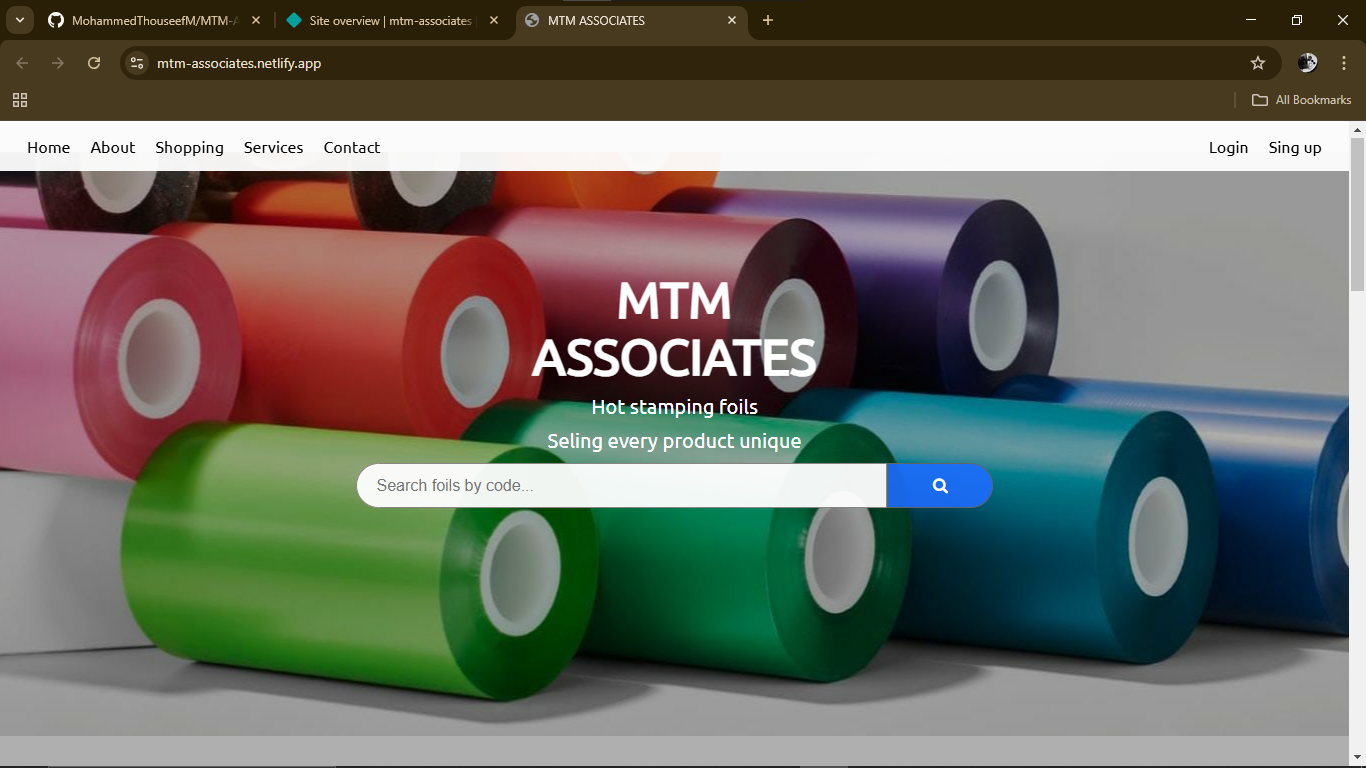 MohammedThouseefM/MTM-A
Site overview | mtm-associates
MTM ASSOCIATES
mtm-associates.netlify.app
All Bookmarks
Home About Shopping Services Contact Login Sing up
MTM
ASSOCIATES
Hot stamping foils
Seling every product unique
Search foils by code...